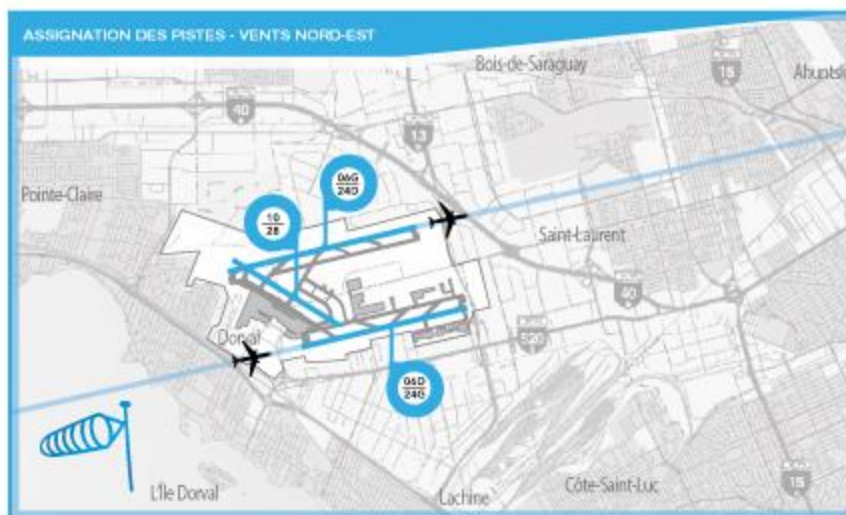 ASSIGNATION DES PISTES - VENTS NORD-EST
Bois-de-Saraguay
15
Ahuntsic
40
13
Pointe-Claire
06G
24D
10
28
Saint-Laurent
40
Dorval
520
06D
24G
L'Île Dorval
Lachine
Côte-Saint-Luc
15